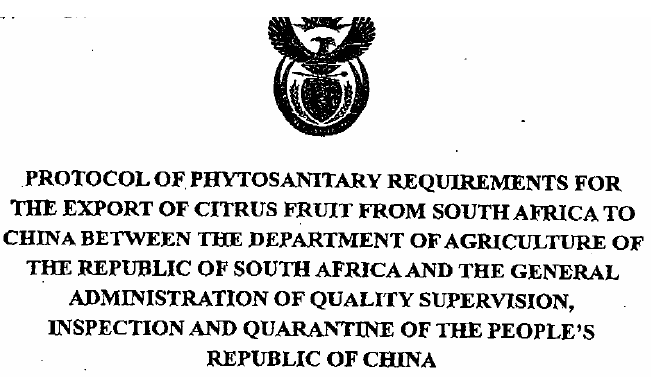 PROTOCOL OF PHYTOSANITARY REQUIREMENTS FOR
THE EXPORT OF CITRUS FRUIT FROM SOUTH AFRICA TO
CHINA BETWEEN THE DEPARTMENT OF AGRICULTURE OF
THE REPUBLIC OF SOUTH AFRICA AND THE GENERAL
ADMINISTRATION OF QUALITY SUPERVISION,
INSPECTION AND QUARANTINE OF THE PEOPLE'S
REPUBLIC OF CHINA